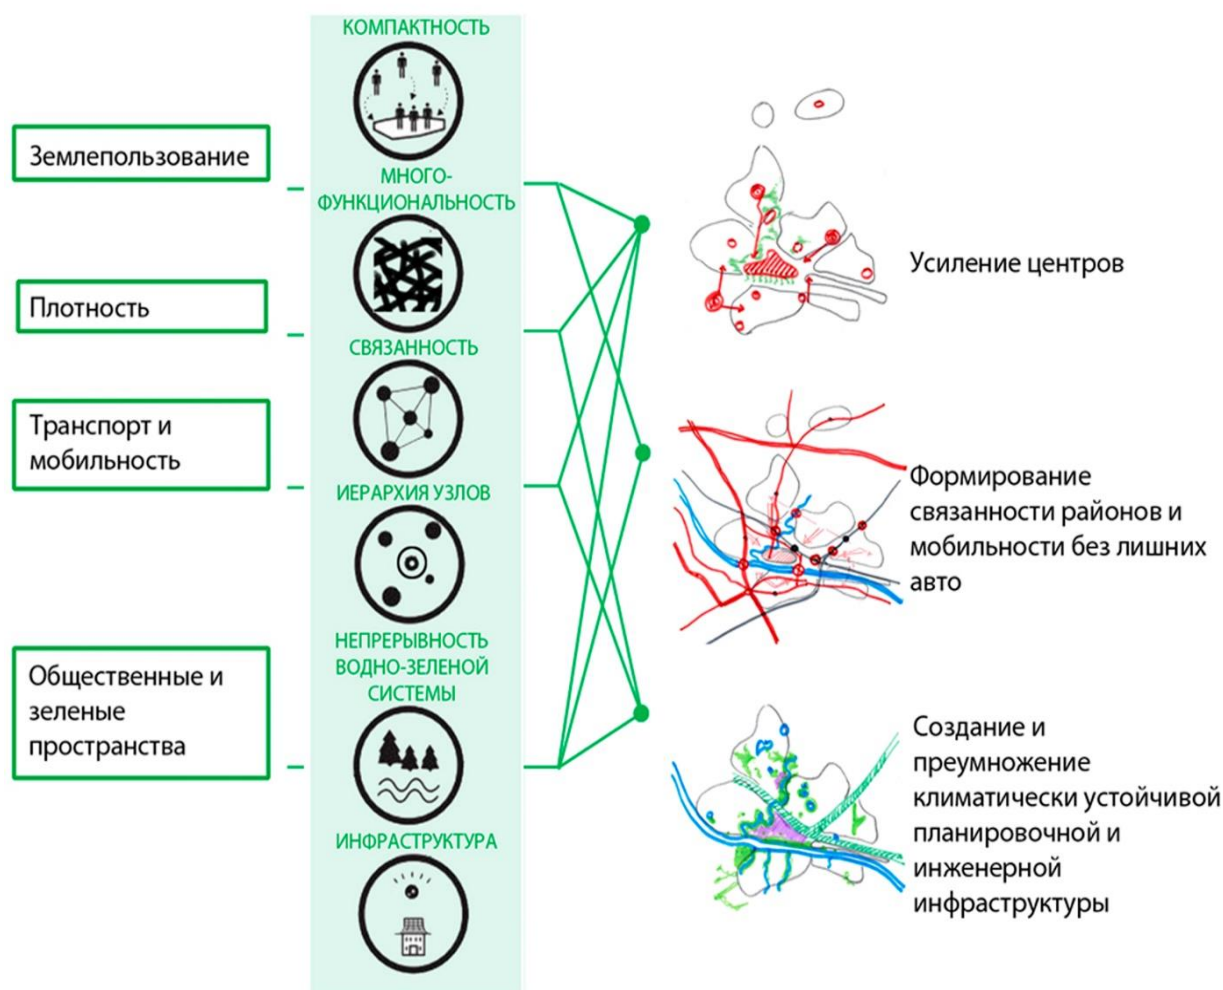 Землепользование
Плотность
Транспорт и
мобильность
Общественные и
зеленые
пространства
КОМПАКТНОСТЬ
МНОГО-
ФУНКЦИОНАЛЬНОСТЬ
СВЯЗАННОСТЬ
ИЕРАРХИЯ УЗЛОВ
НЕПРЕРЫВНОСТЬ
ВОДНО-ЗЕЛЕНОЙ
СИСТЕМЫ
ИНФРАСТРУКТУРА
Усиление центров
Формирование
связанности районов и
мобильности без лишних
авто
Создание и
преумножение
климатически устойчивой
планировочной и
инженерной
инфраструктуры